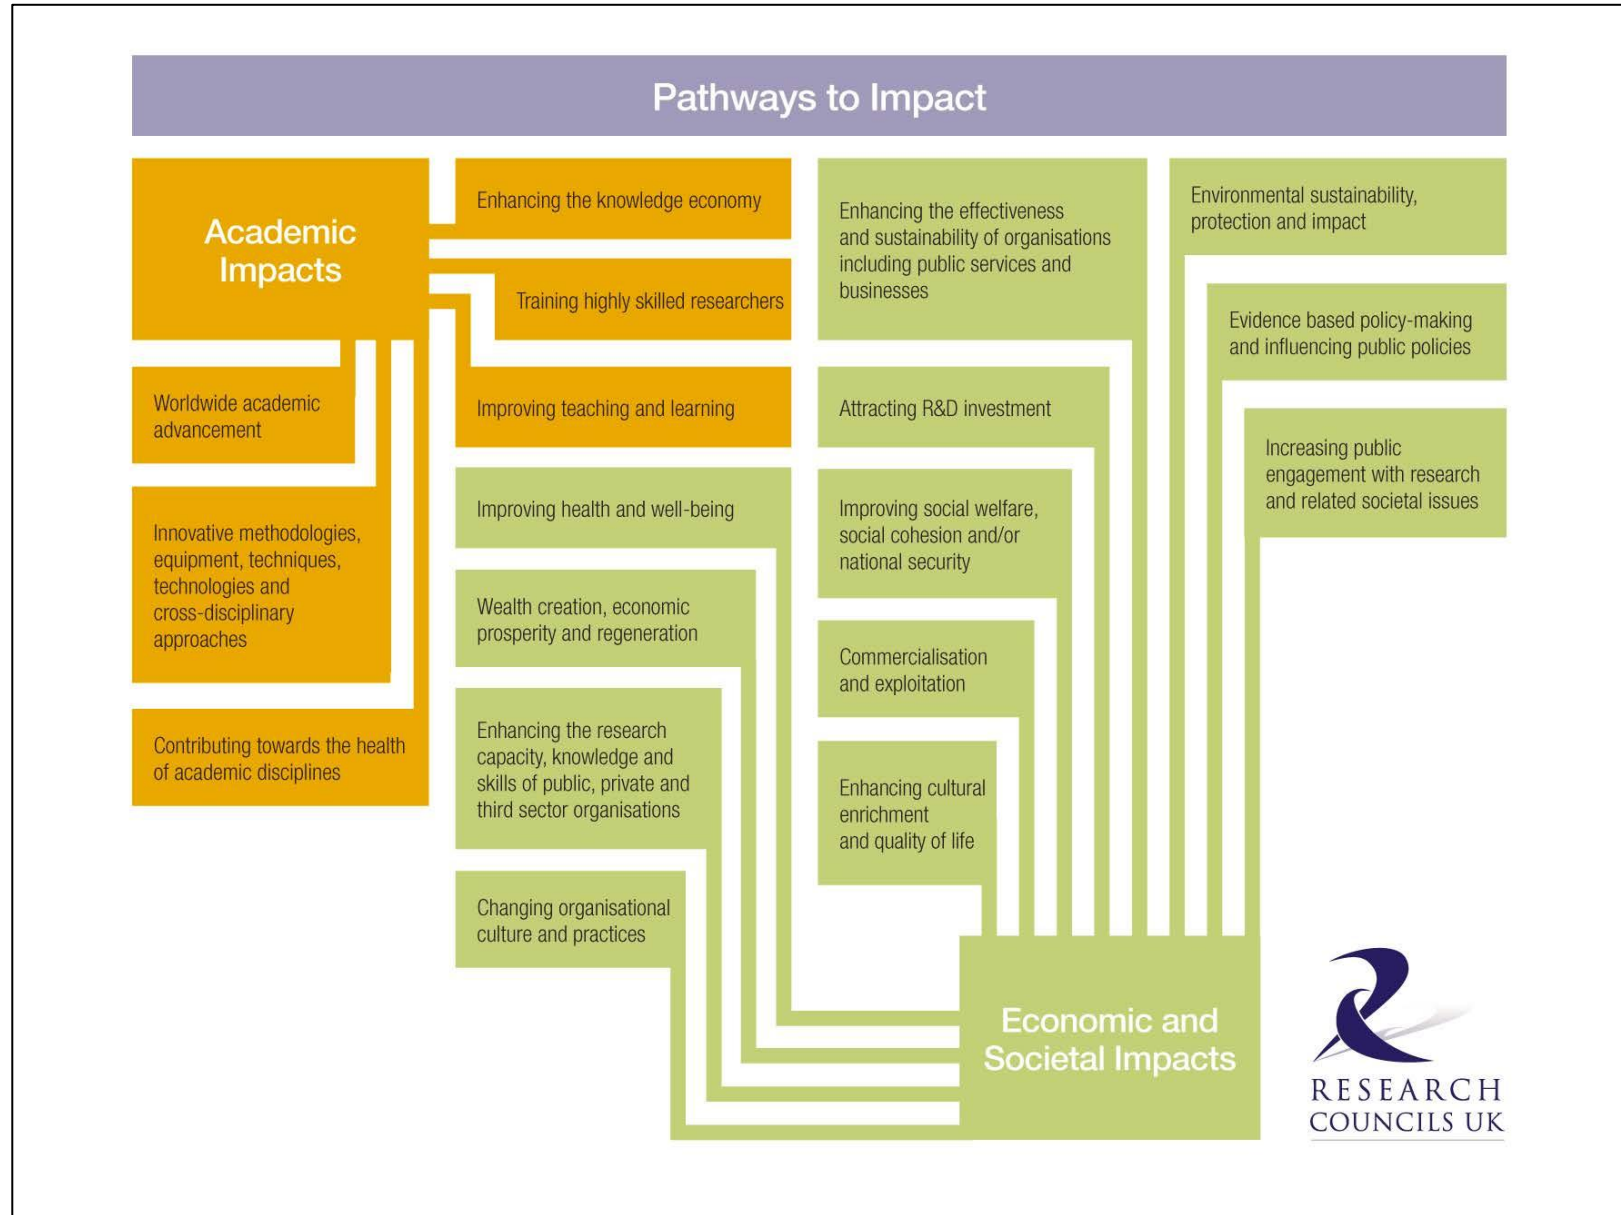 Pathways to Impact
Academic
Impacts
Worldwide academic
advancement
Innovative methodologies,
equipment, techniques,
technologies and
cross-disciplinary
approaches
Contributing towards the health
of academic disciplines
Enhancing the knowledge economy
Training highly skilled researchers
Improving teaching and learning
Improving health and well-being
Wealth creation, economic
prosperity and regeneration
Enhancing the research
capacity, knowledge and
skills of public, private and
third sector organisations
Changing organisational
culture and practices
Enhancing the effectiveness
and sustainability of organisations
including public services and
businesses
Attracting R&D investment
Improving social welfare,
social cohesion and/or
national security
Commercialisation
and exploitation
Enhancing cultural
enrichment
and quality of life
Environmental sustainability,
protection and impact
Evidence based policy-making
and influencing public policies
Increasing public
engagement with research
and related societal issues
Economic and
Societal Impacts
RESEARCH
COUNCILS UK